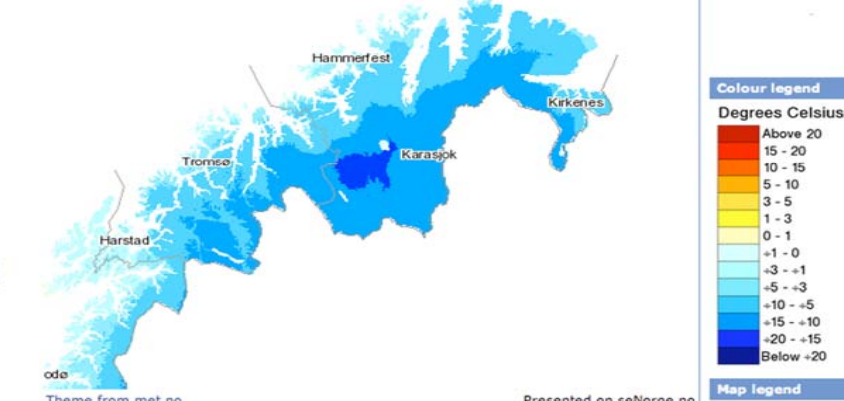 Hammerfest
Kirkenes
Karasjok
Tromsø
Harstad
odø
Theme from met.no
Presented on seNorge.no
Colour legend
Degrees Celsius
Above 20
15 - 20
10 - 15
5 - 10
3 - 5
1 - 3
0 - 1
÷1 - 0
÷3 - ÷1
÷5 - ÷3
÷10 - ÷5
÷15 - ÷10
÷20 - ÷15
Below ÷20
Map legend